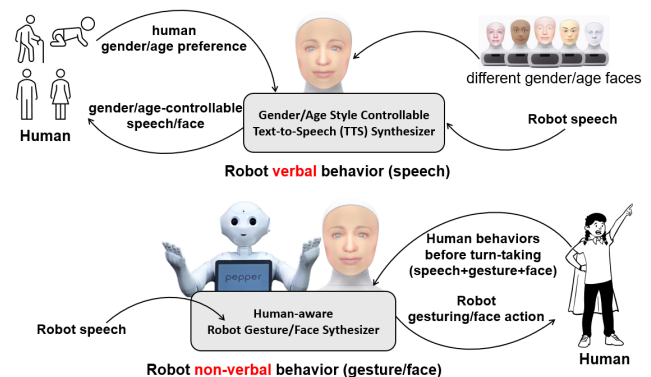 human
gender/age preference
different gender/age faces
gender/age-controllable
speech/face
Human
Gender/Age Style Controllable
Text-to-Speech (TTS) Synthesizer
Robot speech
Robot verbal behavior (speech)
Human behaviors
before turn-taking
(speech+gesture+face)
pepper
Human-aware
Robot Gesture/Face Sythesizer
Robot speech
Robot
gesturing/face action
Human
Robot non-verbal behavior (gesture/face)